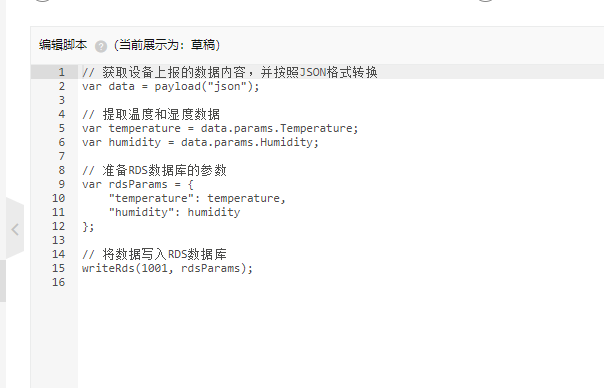 编辑脚本 ? (当前展示为: 草稿)
1 // 获取设备上报的数据内容，并按照JSON格式转换
2 var data = payload("json");
3
4 // 提取温度和湿度数据
5 var temperature = data.params.Temperature;
6 var humidity = data.params.Humidity;
7
8 // 准备RDS数据库的参数
9 var rdsParams = {
10     "temperature": temperature,
11     "humidity": humidity
12 };
13
14 // 将数据写入RDS数据库
15 writeRds(1001, rdsParams);
16